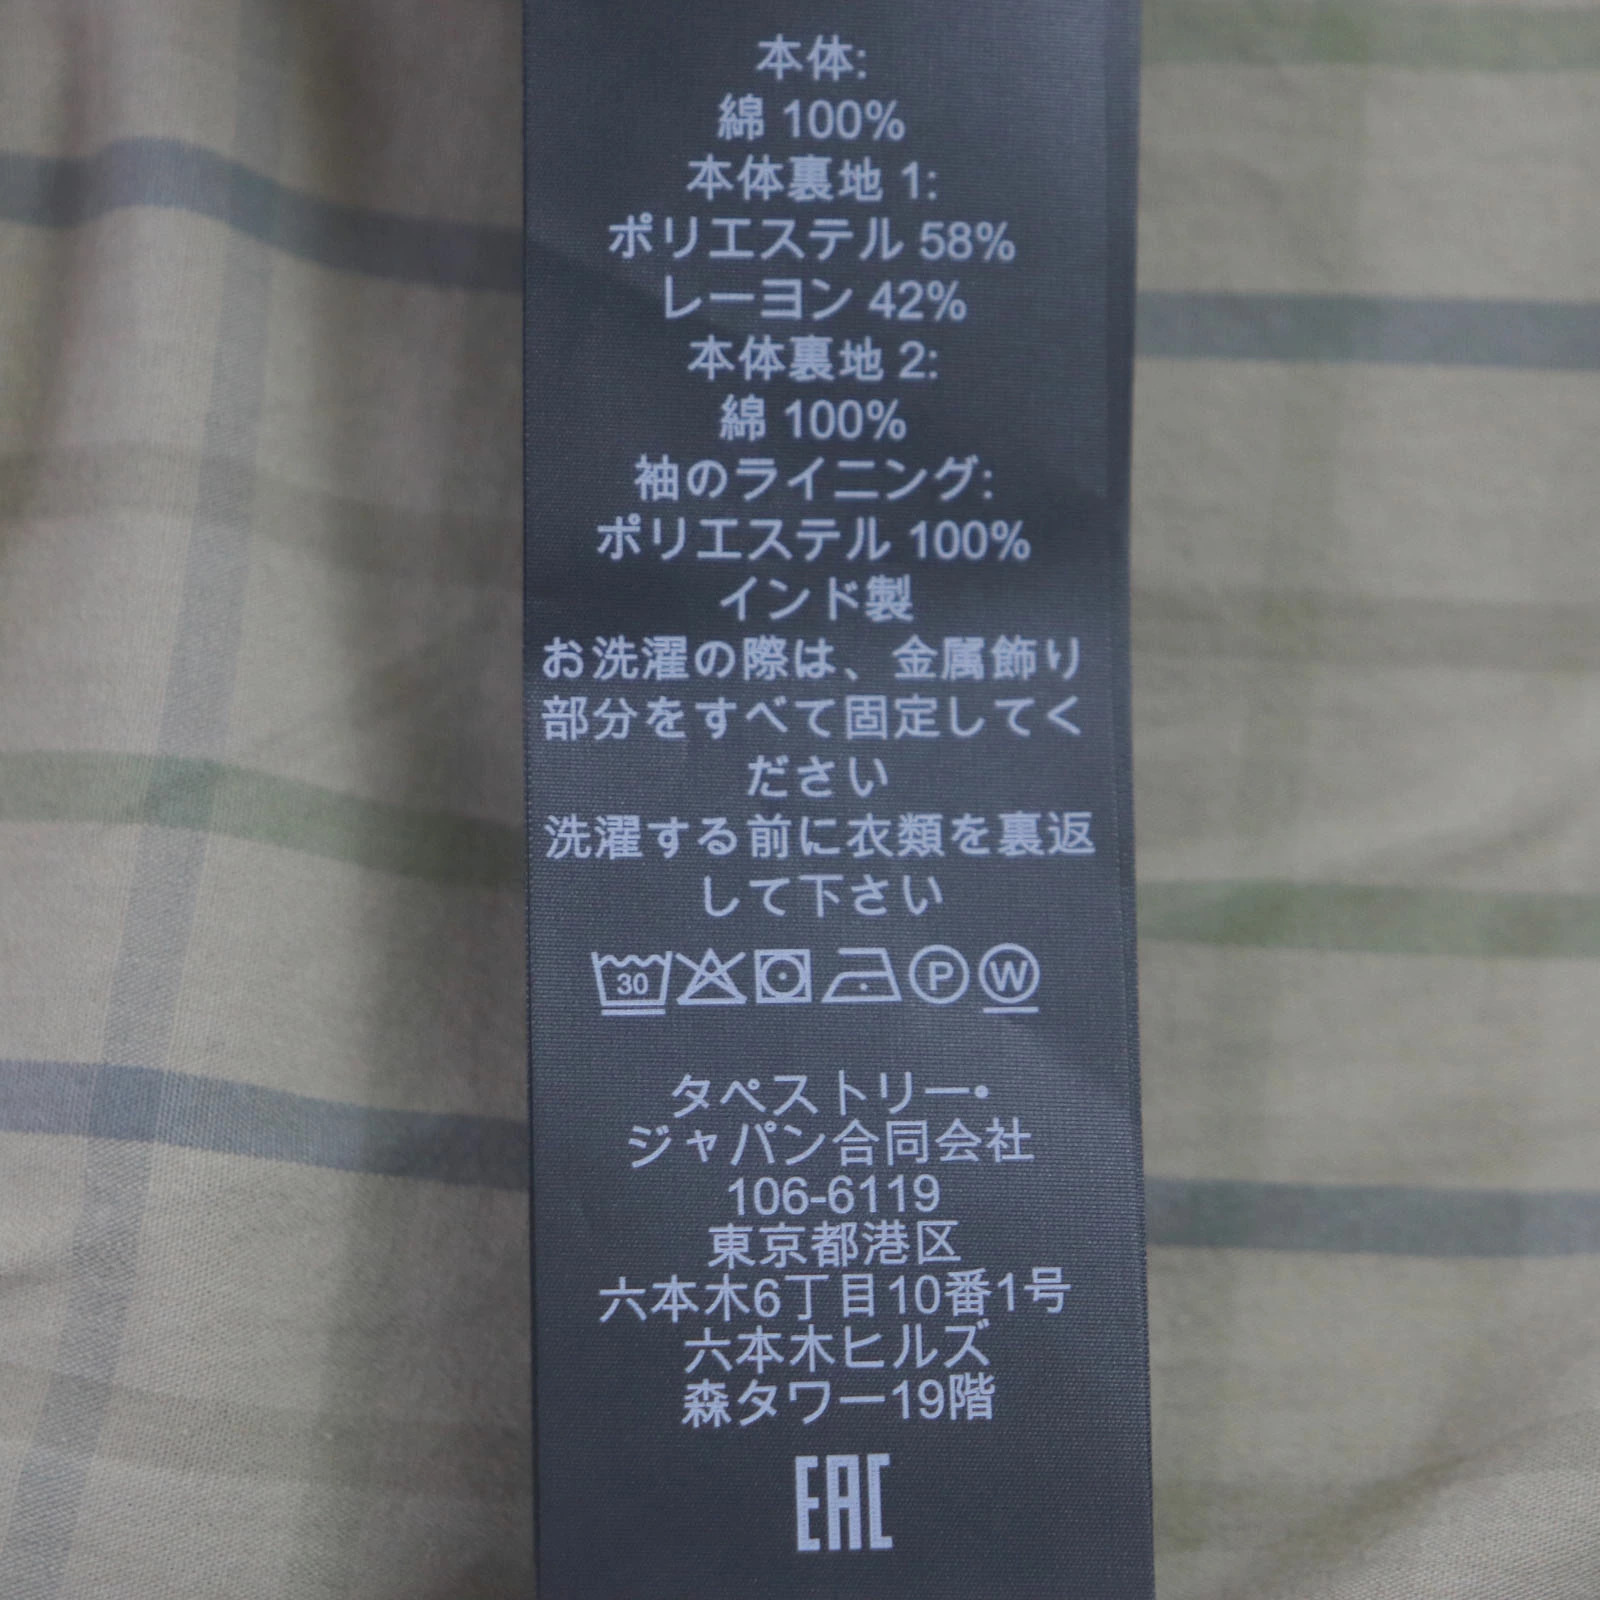 本体:
綿 100%
本体裏地 1:
ポリエステル 58%
レーヨン 42%
本体裏地 2:
綿 100%
袖のライニング:
ポリエステル 100%
インド製
お洗濯の際は、金属飾り
部分をすべて固定してく
ださい
洗濯する前に衣類を裏返
して下さい
30 P W
タペストリー•
ジャパン合同会社
106-6119
東京都港区
六本木6丁目10番1号
六本木ヒルズ
森タワー19階
EAC